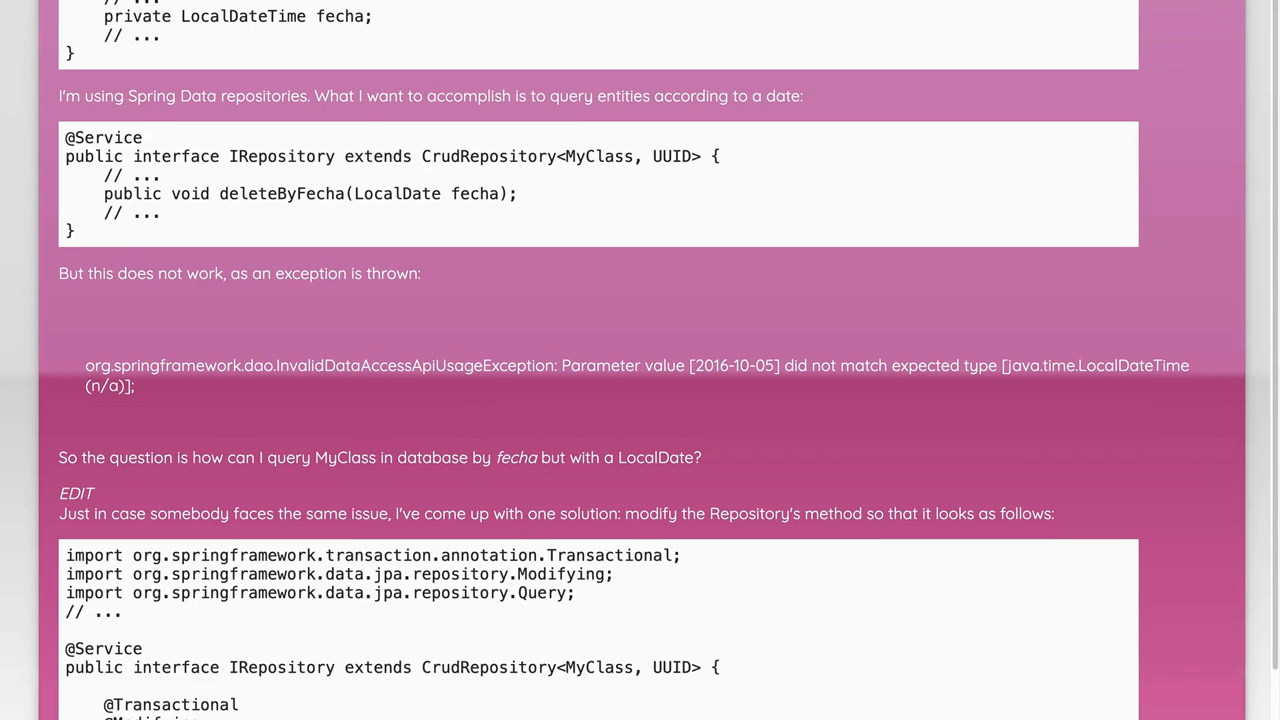 // ...
private LocalDateTime fecha;
// ...
}
I'm using Spring Data repositories. What I want to accomplish is to query entities according to a date:
@Service
public interface IRepository extends CrudRepository<MyClass, UUID> {
// ...
public void deleteByFecha(LocalDate fecha);
// ...
}
But this does not work, as an exception is thrown:
org.springframework.dao.InvalidDataAccessApiUsageException: Parameter value [2016-10-05] did not match expected type [java.time.LocalDateTime
(n/a)];
So the question is how can I query MyClass in database by fecha but with a LocalDate?
EDIT
Just in case somebody faces the same issue, I've come up with one solution: modify the Repository's method so that it looks as follows:
import org.springframework.transaction.annotation.Transactional;
import org.springframework.data.jpa.repository.Modifying;
import org.springframework.data.jpa.repository.Query;
// ...
@Service
public interface IRepository extends CrudRepository<MyClass, UUID> {
@Transactional